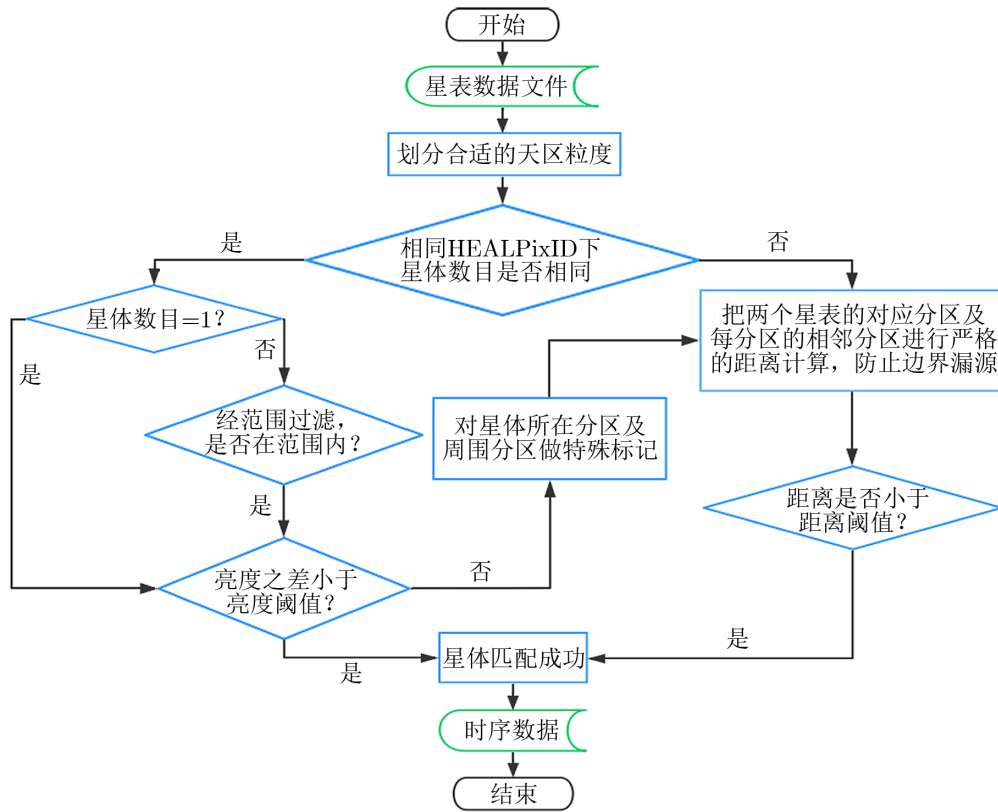 开始
星表数据文件
划分合适的天区粒度
相同HEALPixID下
星体数目是否相同
是
否
星体数目=1?
把两个星表的对应分区及
每分区的相邻分区进行严格
的距离计算，防止边界漏源
是
否
经范围过滤，
是否在范围内?
对星体所在分区及
周围分区做特殊标记
是
距离是否小于
距离阈值?
亮度之差小于
亮度阈值?
否
是
星体匹配成功
是
时序数据
结束